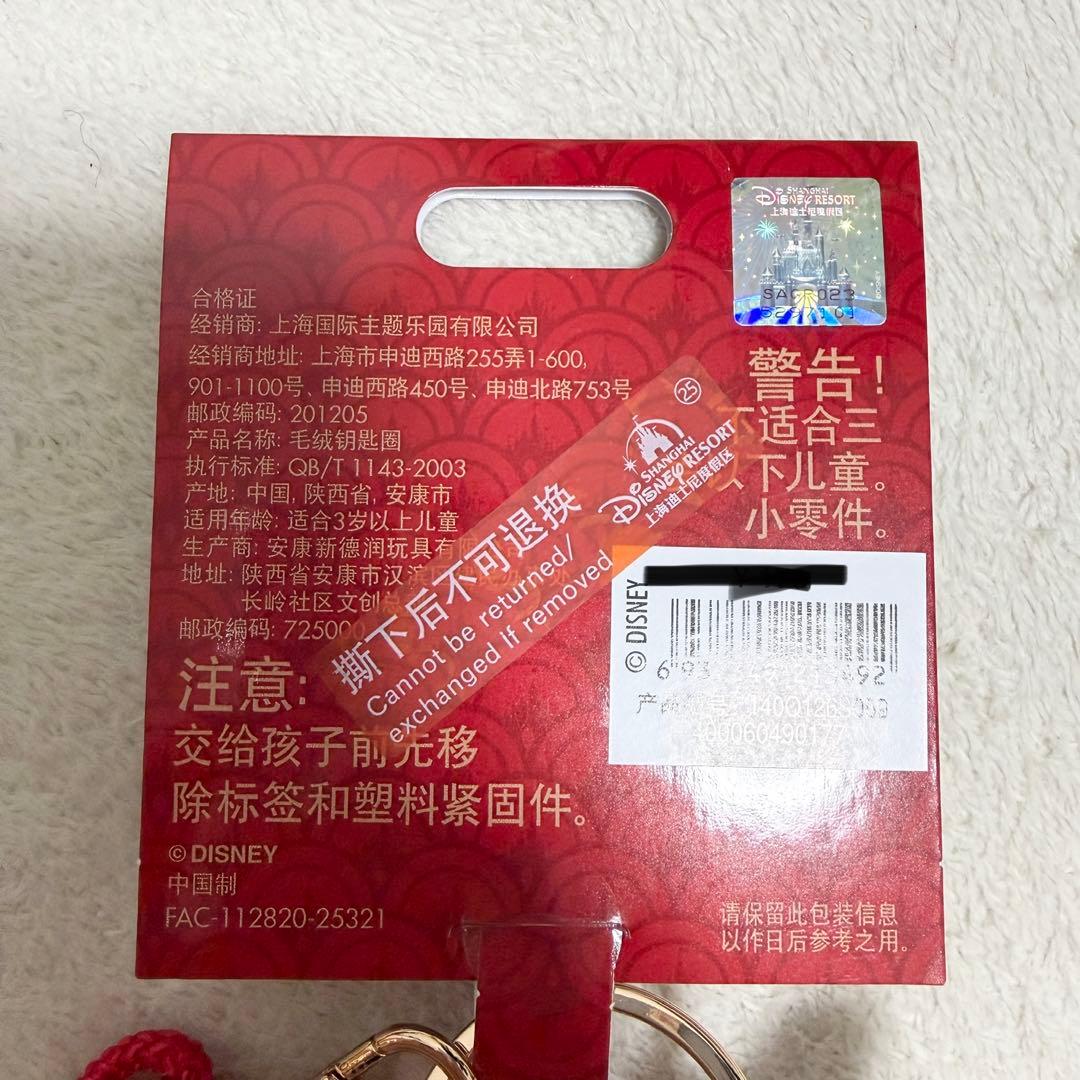 合格证
经销商: 上海国际主题乐园有限公司
经销商地址: 上海市申迪西路255弄1-600,
901-1100号、申迪西路450号、申迪北路753号
邮政编码: 201205
产品名称: 毛绒钥匙圈
执行标准: QB/T 1143-2003
产地: 中国, 陕西省, 安康市
适用年龄: 适合3岁以上儿童
生产商: 安康新德润玩具有限
地址: 陕西省安康市汉滨
长岭社区文创总
邮政编码: 725000
注意:
交给孩子前先移
除标签和塑料紧固件。
© DISNEY
中国制
FAC-112820-25321
SHANGHAI
DISNEY RESORT
上海迪士尼度假区
©DISNEY
警告!
不适合三
以下儿童。
小零件。
25
SHANGHAI
DISNEY RESORT
上海迪士尼度假区
撕下后不可退换
Cannot be returned/
exchanged if removed
© DISNEY
92
产
400060490177
请保留此包装信息
以作日后参考之用。